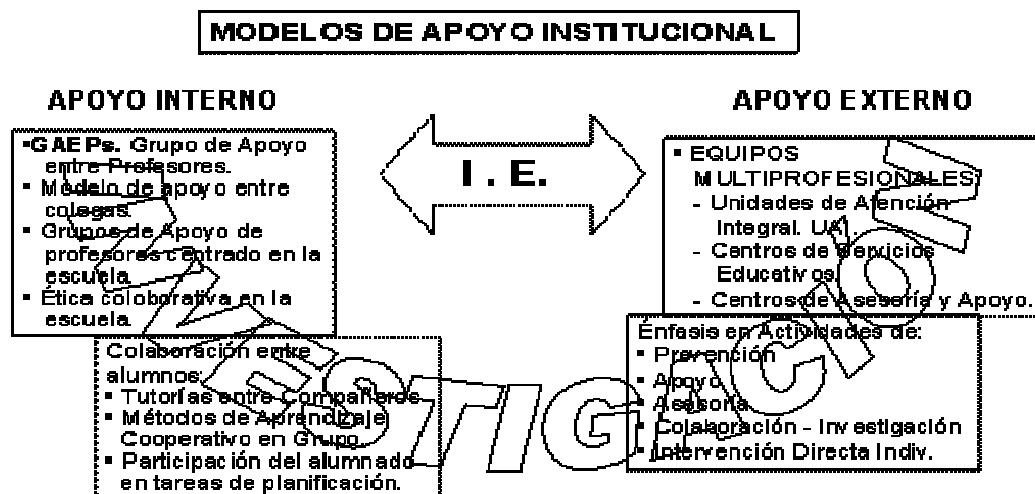 MODELOS DE APOYO INSTITUCIONAL
APOYO INTERNO
▪GAEPs. Grupo de Apoyo
entre Profesores.
▪ Modelo de apoyo entre
colegas.
▪ Grupos de Apoyo de
profesores centrado en la
escuela.
▪ Ética coloborativa en la
escuela.
Colaboración entre
alumnos:
▪ Tutorías entre Compañeros
▪ Métodos de Aprendizaje
Cooperativo en Grupo.
▪ Participación del alumnado
en tareas de planificación.
I . E.
APOYO EXTERNO
▪ EQUIPOS
MULTIPROFESIONALES:
- Unidades de Atención
Integral. UAI
- Centros de Servicios
Educativos.
- Centros de Asesoría y Apoyo.
Énfasis en Actividades de:
▪ Prevención
▪ Apoyo
▪ Asesoría
▪ Colaboración - Investigación
▪ Intervención Directa Indiv.
INVESTIGACIÓN